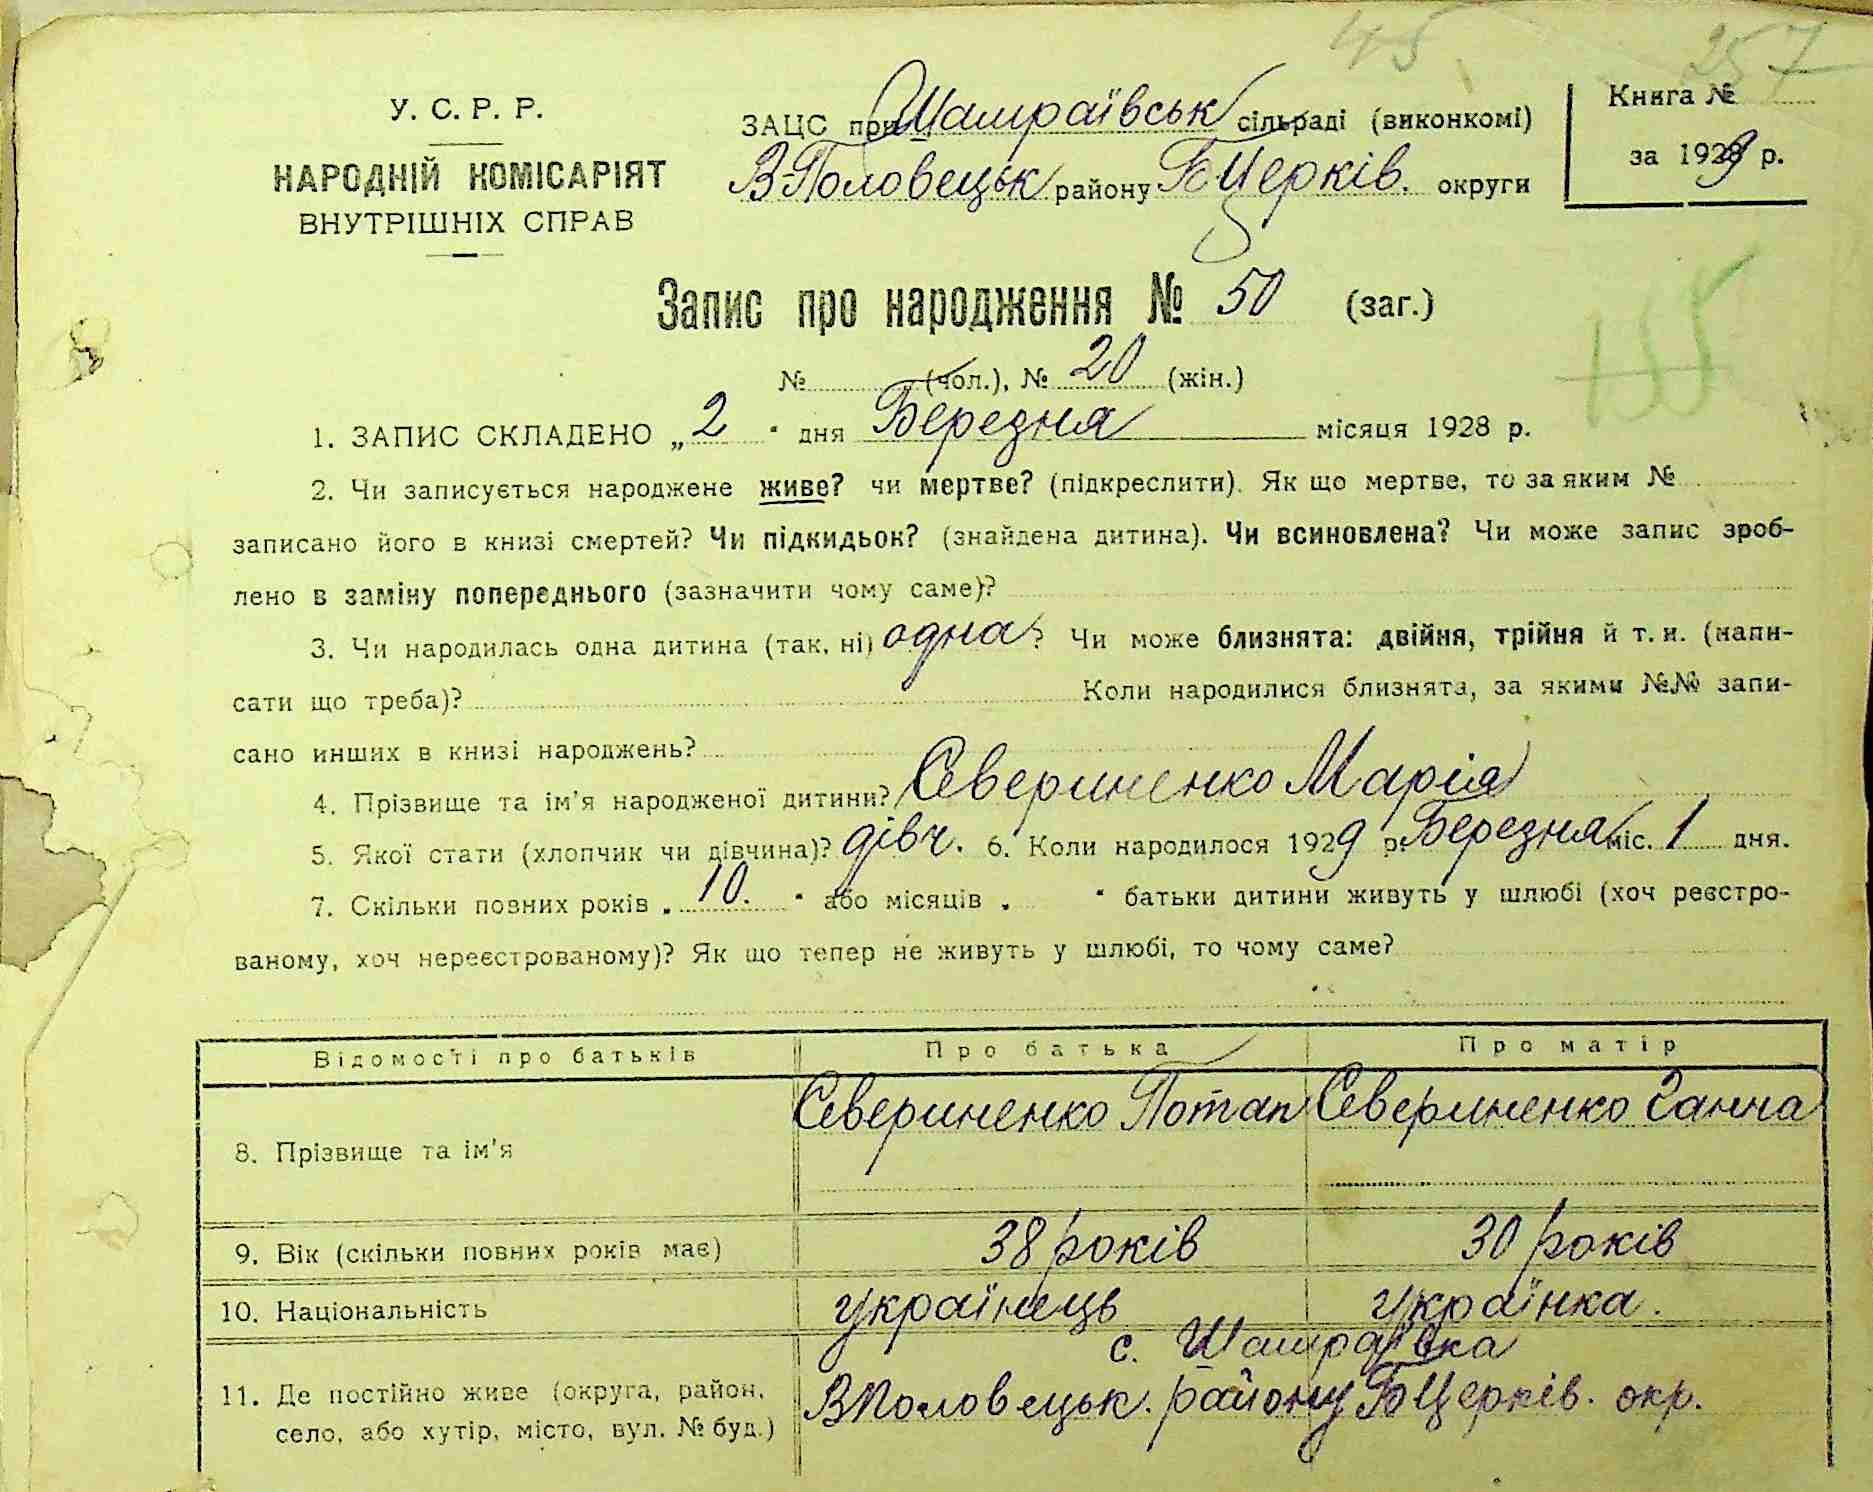 45 257
У. С. Р. Р.
НАРОДНІЙ КОМІСАРІЯТ
ВНУТРІШНІХ СПРАВ
ЗАЦС при Шамраївськ сільраді (виконкомі)
В-Половецьк району БЦерків. округи
Книга №
за 1929 р.
Запис про народження № 50 (заг.)
155
№ (чол.), № 20 (жін.)
1. ЗАПИС СКЛАДЕНО „2" дня Березня місяця 1928 р.
2. Чи записується народжене живе? чи мертве? (підкреслити). Як що мертве, то за яким №
записано його в книзі смертей? Чи підкидьок? (знайдена дитина). Чи всиновлена? Чи може запис зроб-
лено в заміну попереднього (зазначити чому саме)?
3. Чи народилась одна дитина (так, ні) одна? Чи може близнята: двійня, трійня й т. и. (напи-
сати що треба)? Коли народилися близнята, за якими №№ запи-
сано инших в книзі народжень?
4. Прізвище та ім'я народженої дитини? Севериненко Марія
5. Якої стати (хлопчик чи дівчина)? дівч. 6. Коли народилося 1929 р. Березня міс. 1 дня.
7. Скільки повних років „10." або місяців „ " батьки дитини живуть у шлюбі (хоч реєстро-
ваному, хоч нереєстрованому)? Як що тепер не живуть у шлюбі, то чому саме?
Відомості про батьків Про батька Про матір
8. Прізвище та ім'я Севериненко Потап Севериненко Ганна
9. Вік (скільки повних років має) 38 років 30 років
10. Національність українець українка.
с. Шамраївка
11. Де постійно живе (округа, район, ВПоловецьк. району БЦерків. окр.
село, або хутір, місто, вул. № буд.)